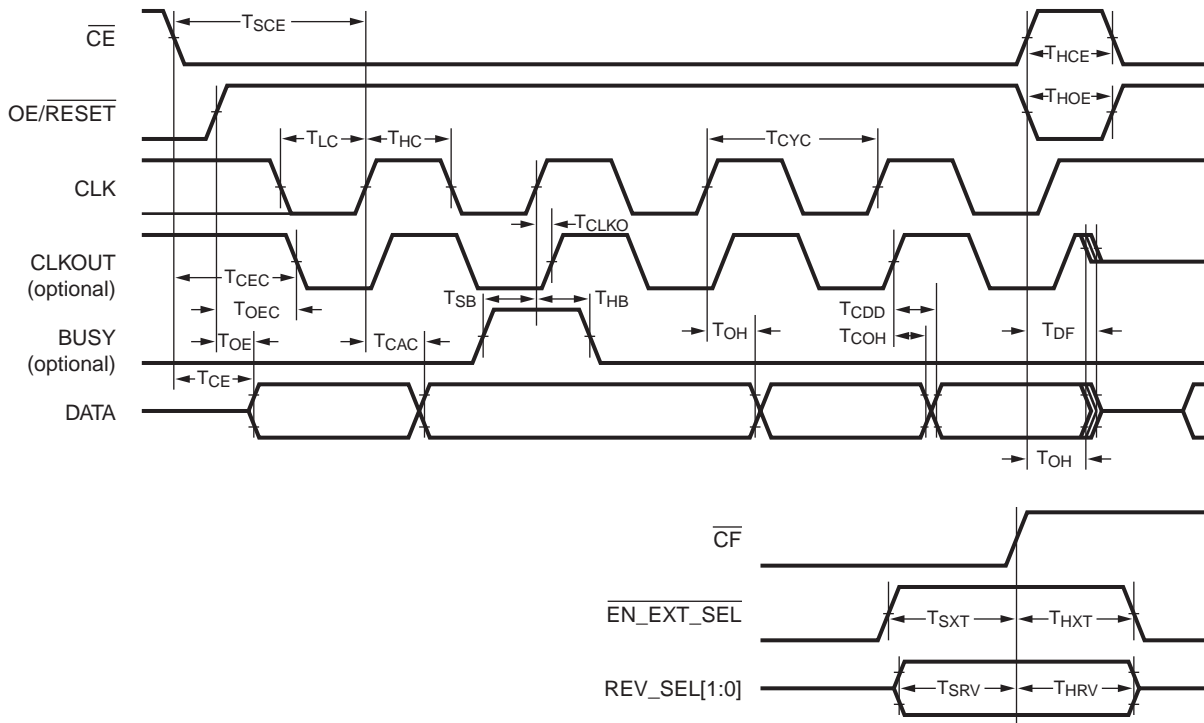 CE
TSCE
THCE
OE/RESET
THOE
TLC
THC
TCYC
CLK
TCLKO
CLKOUT
(optional)
TCEC
TSB
THB
TOEC
TCDD
BUSY
(optional)
TOE
TCAC
TOH
TCOH
TDF
TCE
DATA
TOH
CF
EN_EXT_SEL
TSXT
THXT
REV_SEL[1:0]
TSRV
THRV